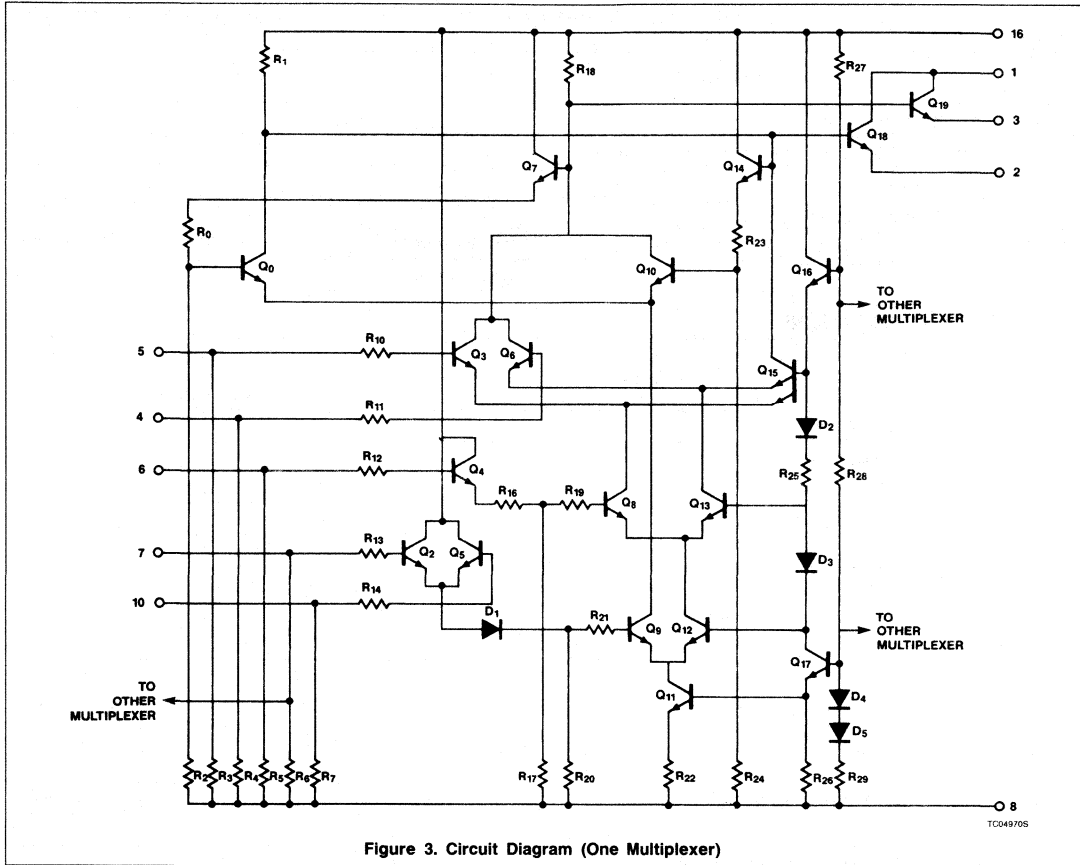 R1
R18
R27
16
1
Q19
3
Q18
2
Q7
Q14
R0
R23
Q0
Q10
Q16
TO
OTHER
MULTIPLEXER
5
R10
Q3
Q6
Q15
4
R11
D2
6
R12
Q4
R25
R28
R16
R19
Q8
Q13
7
R13
Q2
Q5
D3
10
R14
D1
R21
Q9
Q12
TO
OTHER
MULTIPLEXER
Q17
TO
OTHER
MULTIPLEXER
Q11
D4
D5
R2
R3
R4
R5
R6
R7
R17
R20
R22
R24
R26
R29
8
TC04970S
Figure 3. Circuit Diagram (One Multiplexer)